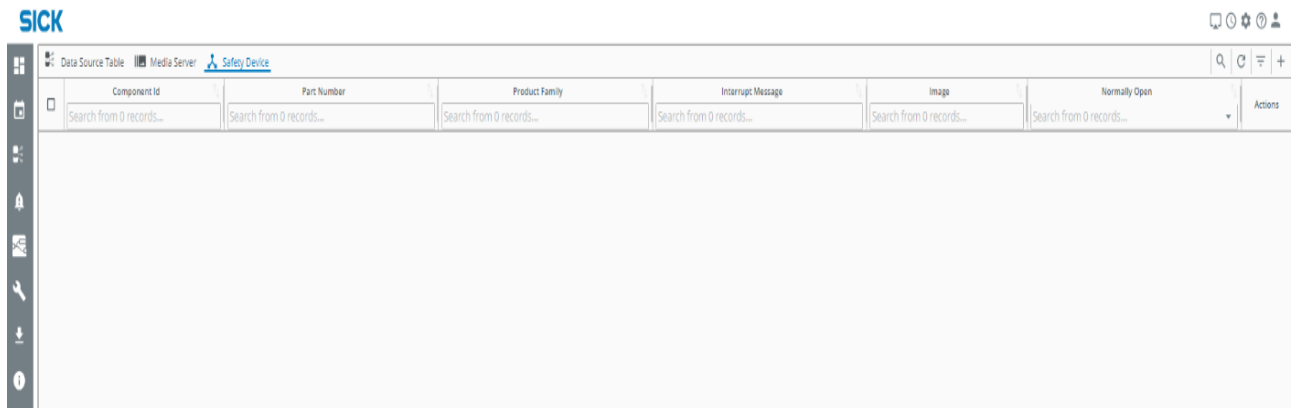 SICK
Data Source Table Media Server Safety Device
Component Id Part Number Product Family Interrupt Message Image Normally Open Actions
Search from 0 records... Search from 0 records... Search from 0 records... Search from 0 records... Search from 0 records... Search from 0 records...